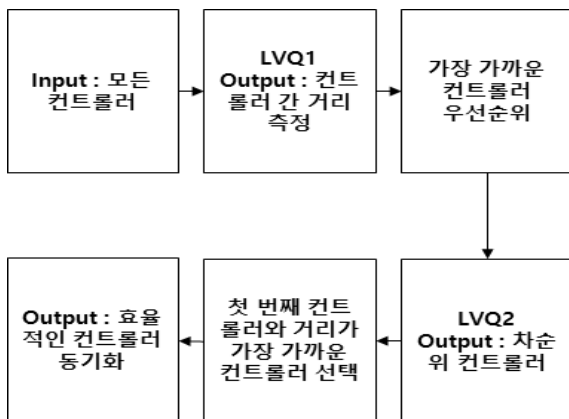 Input : 모든
컨트롤러
LVQ1
Output : 컨트
롤러 간 거리
측정
가장 가까운
컨트롤러
우선순위
LVQ2
Output : 차순
위 컨트롤러
첫 번째 컨트
롤러와 거리가
가장 가까운
컨트롤러 선택
Output : 효율
적인 컨트롤러
동기화